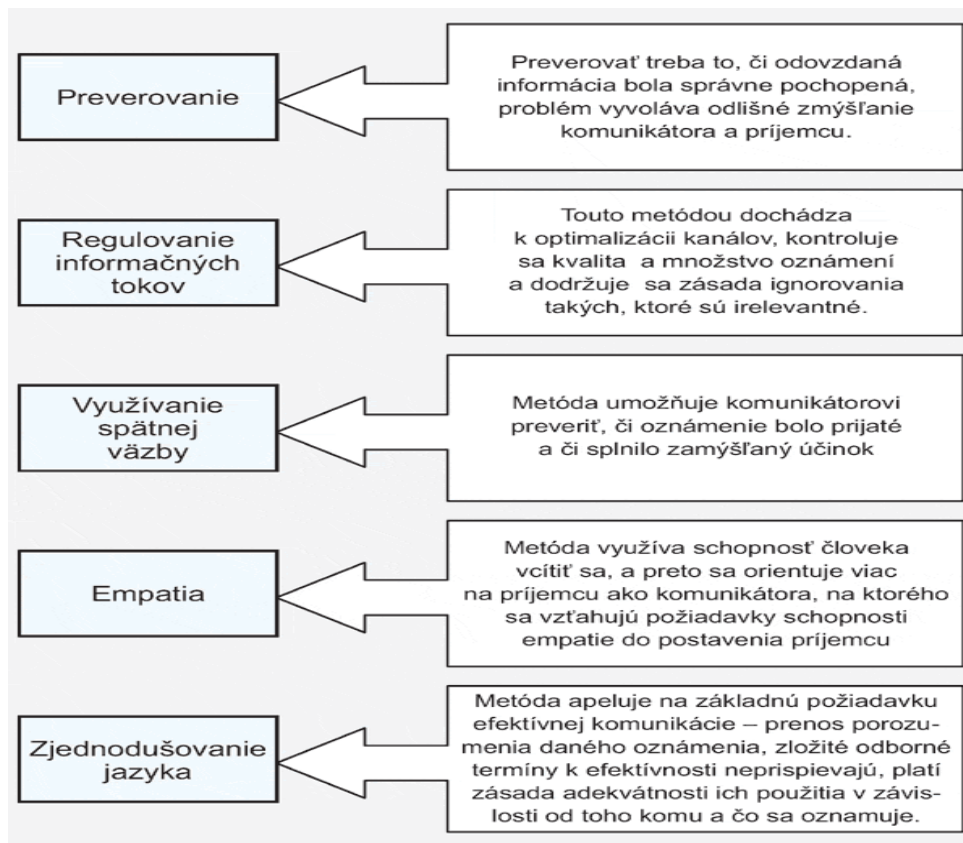 Preverovanie
Preverovať treba to, či odovzdaná
informácia bola správne pochopená,
problém vyvoláva odlišné zmýšľanie
komunikátora a príjemcu.
Regulovanie
informačných
tokov
Touto metódou dochádza
k optimalizácii kanálov, kontroluje
sa kvalita a množstvo oznámení
a dodržuje sa zásada ignorovania
takých, ktoré sú irelevantné.
Využívanie
spätnej
väzby
Metóda umožňuje komunikátorovi
preveriť, či oznámenie bolo prijaté
a či splnilo zamýšľaný účinok
Empatia
Metóda využíva schopnosť človeka
vcítiť sa, a preto sa orientuje viac
na príjemcu ako komunikátora, na ktorého
sa vzťahujú požiadavky schopnosti
empatie do postavenia príjemcu
Zjednodušovanie
jazyka
Metóda apeluje na základnú požiadavku
efektívnej komunikácie – prenos porozu-
menia daného oznámenia, zložité odborné
termíny k efektívnosti neprispievajú, platí
zásada adekvátnosti ich použitia v závis-
losti od toho komu a čo sa oznamuje.